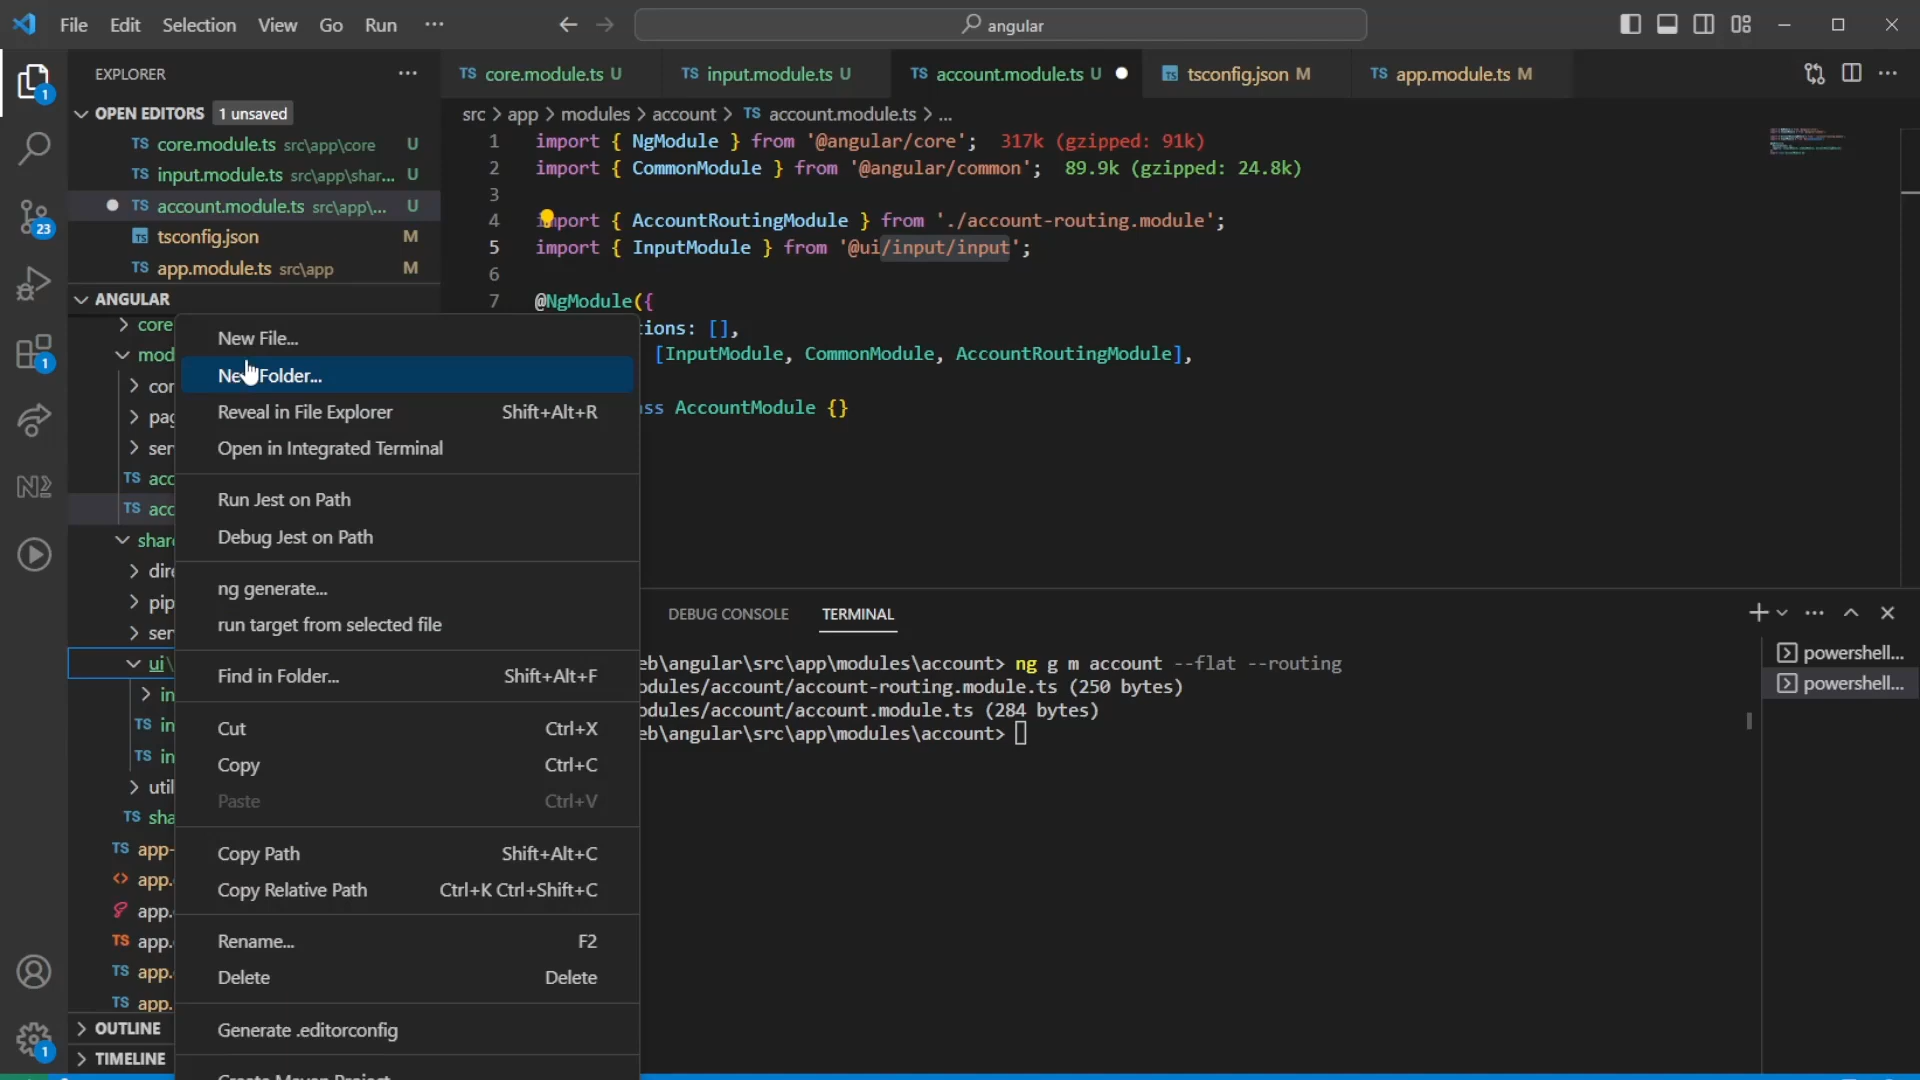 File Edit Selection View Go Run ··· angular
EXPLORER ···
OPEN EDITORS 1 unsaved
TS core.module.ts src\app\core U
TS input.module.ts src\app\shar... U
TS account.module.ts src\app\... U
tsconfig.json M
TS app.module.ts src\app M
ANGULAR
core
mod
cor
pag
ser
TS acc
TS acc
share
dire
pip
ser
ui\
in
TS in
TS in
util
TS sha
TS app-
<> app.
app.
TS app.
TS app.
TS app.
OUTLINE
TIMELINE
1
23
1
1
New File...
New Folder...
Reveal in File Explorer Shift+Alt+R
Open in Integrated Terminal
Run Jest on Path
Debug Jest on Path
ng generate...
run target from selected file
Find in Folder... Shift+Alt+F
Cut Ctrl+X
Copy Ctrl+C
Paste Ctrl+V
Copy Path Shift+Alt+C
Copy Relative Path Ctrl+K Ctrl+Shift+C
Rename... F2
Delete Delete
Generate .editorconfig
Create Maven Project
TS core.module.ts U TS input.module.ts U TS account.module.ts U tsconfig.json M TS app.module.ts M
src > app > modules > account > TS account.module.ts > ...
1 import { NgModule } from '@angular/core'; 317k (gzipped: 91k)
2 import { CommonModule } from '@angular/common'; 89.9k (gzipped: 24.8k)
3
4 import { AccountRoutingModule } from './account-routing.module';
5 import { InputModule } from '@ui/input/input';
6
7 @NgModule({
ions: [],
[InputModule, CommonModule, AccountRoutingModule],
ss AccountModule {}
DEBUG CONSOLE TERMINAL
eb\angular\src\app\modules\account> ng g m account --flat --routing
odules/account/account-routing.module.ts (250 bytes)
odules/account/account.module.ts (284 bytes)
eb\angular\src\app\modules\account>
powershell...
powershell...